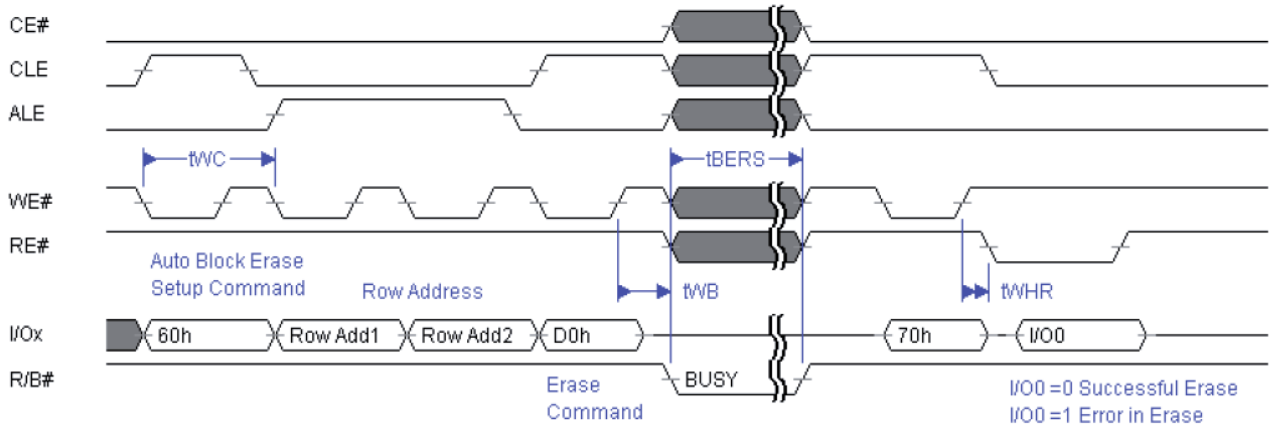 CE#
CLE
ALE
tWC
tBERS
WE#
RE#
Auto Block Erase
Setup Command
Row Address
tWB
tWHR
I/Ox
60h
Row Add1
Row Add2
D0h
70h
I/O0
R/B#
BUSY
Erase
Command
I/O0 =0 Successful Erase
I/O0 =1 Error in Erase